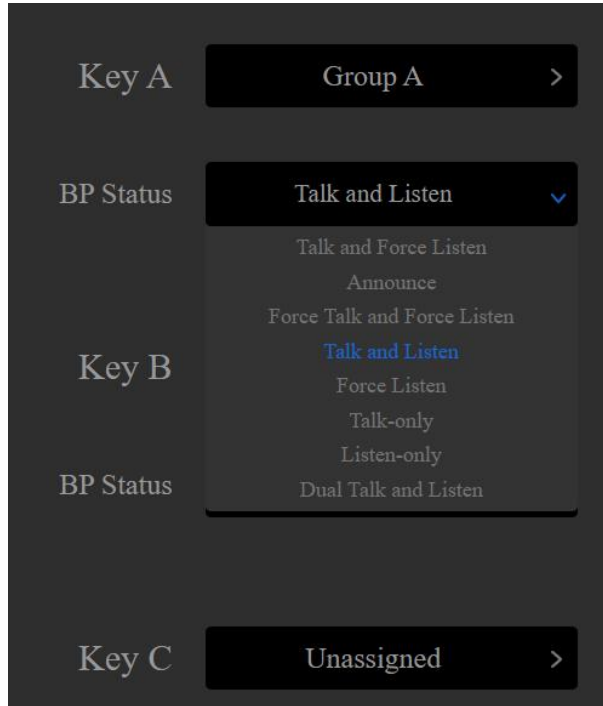 Key A Group A
BP Status Talk and Listen
Talk and Force Listen
Announce
Force Talk and Force Listen
Talk and Listen
Key B
Force Listen
Talk-only
Listen-only
BP Status
Dual Talk and Listen
Key C Unassigned